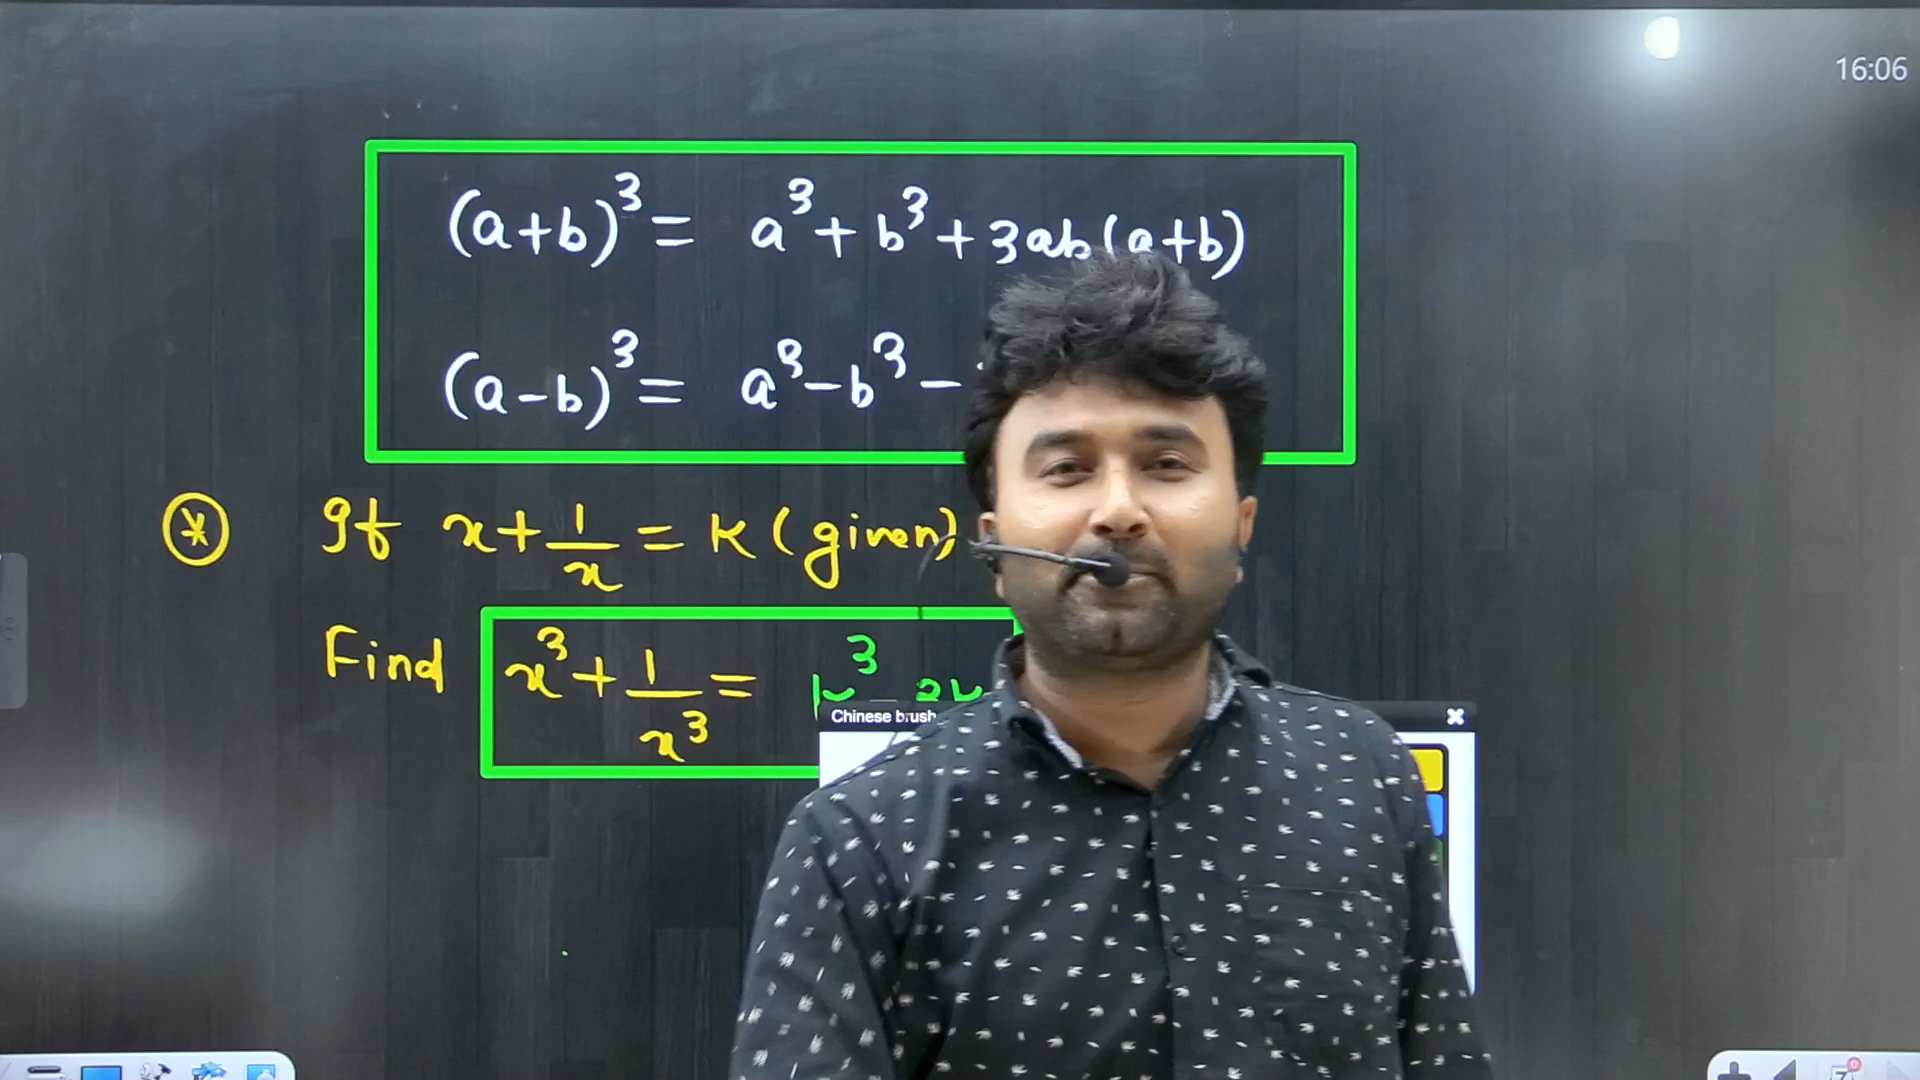 16:06
(a+b)³ = a³ + b³ + 3ab(a+b)
(a-b)³ = a³ - b³ -
If x + 1/x = K (given)
Find x³ + 1/x³ = K³ - 3K
Chinese brush